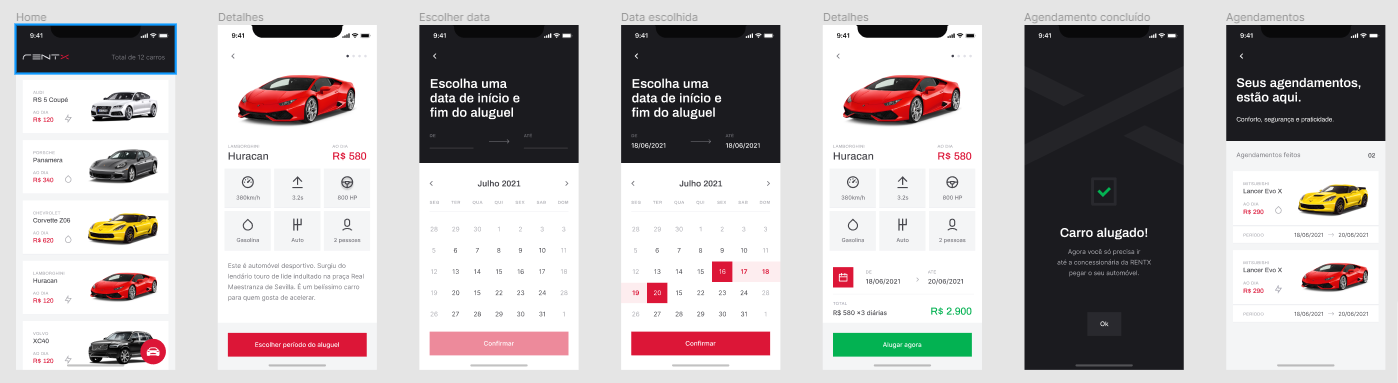 Home
9:41
RENTX
Total de 12 carros
AUDI
RS 5 Coupé
AO DIA
R$ 120
PORSCHE
Panamera
AO DIA
R$ 340
CHEVROLET
Corvette Z06
AO DIA
R$ 620
LAMBORGHINI
Huracan
AO DIA
R$ 120
VOLVO
XC40
AO DIA
R$ 120
Detalhes
9:41
LAMBORGHINI
AO DIA
Huracan
R$ 580
380km/h
3.2s
800 HP
Gasolina
Auto
2 pessoas
Este é automóvel desportivo. Surgiu do
lendário touro de lide indultado na praça Real
Maestranza de Sevilla. É um belíssimo carro
para quem gosta de acelerar.
Escolher período do aluguel
Escolher data
9:41
Escolha uma
data de início e
fim do aluguel
DE
ATÉ
Julho 2021
SEG TER QUA QUI SEX SAB DOM
28 29 30 1 2 3 3
5 6 7 8 9 10 11
12 13 14 15 16 17 18
19 20 15 22 23 24 28
26 27 28 29 30 31 1
Confirmar
Data escolhida
9:41
Escolha uma
data de início e
fim do aluguel
DE
ATÉ
18/06/2021
18/06/2021
Julho 2021
SEG TER QUA QUI SEX SAB DOM
28 29 30 1 2 3 3
5 6 7 8 9 10 11
12 13 14 15 16 17 18
19 20 15 22 23 24 28
26 27 28 29 30 31 1
Confirmar
Detalhes
9:41
LAMBORGHINI
AO DIA
Huracan
R$ 580
380km/h
3.2s
800 HP
Gasolina
Auto
2 pessoas
DE
ATÉ
18/06/2021
20/06/2021
TOTAL
R$ 580 ×3 diárias
R$ 2.900
Alugar agora
Agendamento concluído
9:41
Carro alugado!
Agora você só precisa ir
até a concessionária da RENTX
pegar o seu automóvel.
Ok
Agendamentos
9:41
Seus agendamentos,
estão aqui.
Conforto, segurança e praticidade.
Agendamentos feitos
02
MITSUBISHI
Lancer Evo X
AO DIA
R$ 290
PERÍODO
18/06/2021
20/06/2021
MITSUBISHI
Lancer Evo X
AO DIA
R$ 290
PERÍODO
18/06/2021
20/06/2021